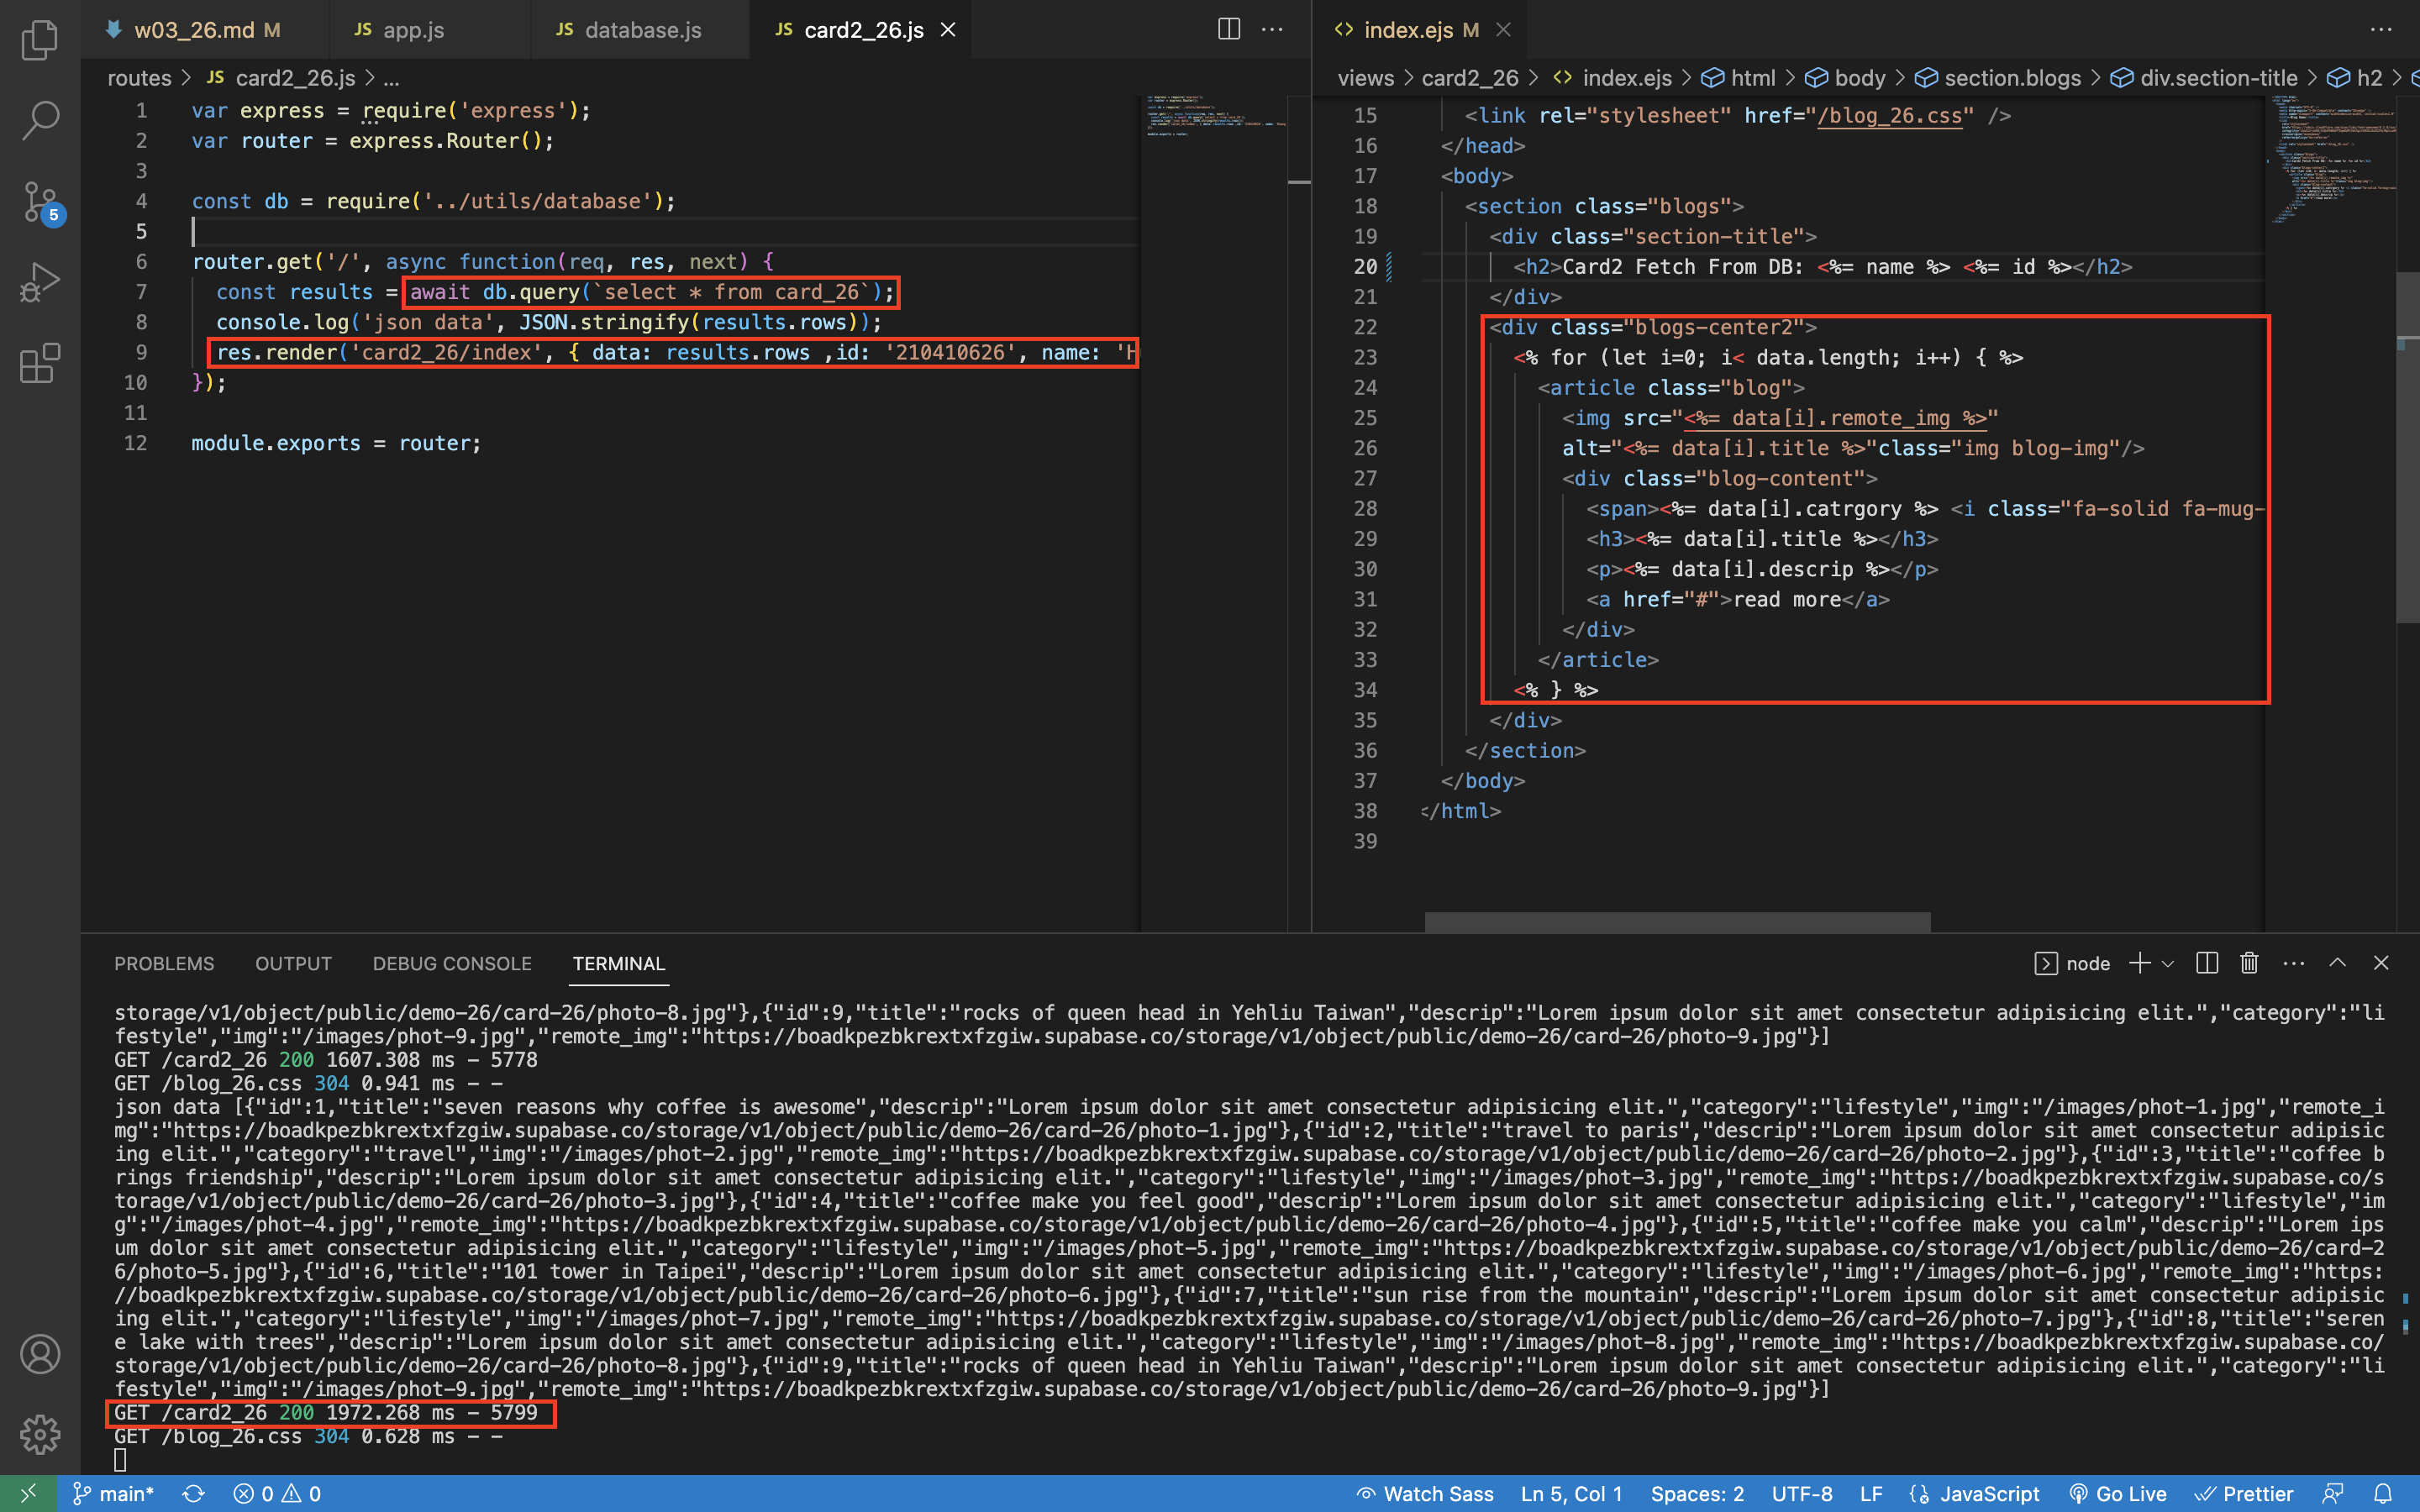 w03_26.md M
JS app.js
JS database.js
JS card2_26.js
index.ejs M
routes > JS card2_26.js > ...
views > card2_26 > index.ejs > html > body > section.blogs > div.section-title > h2 >
1 var express = require('express');
2 var router = express.Router();
3
4 const db = require('../utils/database');
5
6 router.get('/', async function(req, res, next) {
7 const results = await db.query(`select * from card_26`);
8 console.log('json data', JSON.stringify(results.rows));
9 res.render('card2_26/index', { data: results.rows ,id: '210410626', name: 'H
10 });
11
12 module.exports = router;
15 <link rel="stylesheet" href="/blog_26.css" />
16 </head>
17 <body>
18 <section class="blogs">
19 <div class="section-title">
20 <h2>Card2 Fetch From DB: <%= name %> <%= id %></h2>
21 </div>
22 <div class="blogs-center2">
23 <% for (let i=0; i< data.length; i++) { %>
24 <article class="blog">
25 <img src="<%= data[i].remote_img %>"
26 alt="<%= data[i].title %>"class="img blog-img"/>
27 <div class="blog-content">
28 <span><%= data[i].catrgory %> <i class="fa-solid fa-mug-
29 <h3><%= data[i].title %></h3>
30 <p><%= data[i].descrip %></p>
31 <a href="#">read more</a>
32 </div>
33 </article>
34 <% } %>
35 </div>
36 </section>
37 </body>
38 </html>
39
5
PROBLEMS OUTPUT DEBUG CONSOLE TERMINAL
node
storage/v1/object/public/demo-26/card-26/photo-8.jpg"},{"id":9,"title":"rocks of queen head in Yehliu Taiwan","descrip":"Lorem ipsum dolor sit amet consectetur adipisicing elit.","category":"li
festyle","img":"/images/phot-9.jpg","remote_img":"https://boadkpezbkrextxfzgiw.supabase.co/storage/v1/object/public/demo-26/card-26/photo-9.jpg"}]
GET /card2_26 200 1607.308 ms - 5778
GET /blog_26.css 304 0.941 ms - -
json data [{"id":1,"title":"seven reasons why coffee is awesome","descrip":"Lorem ipsum dolor sit amet consectetur adipisicing elit.","category":"lifestyle","img":"/images/phot-1.jpg","remote_i
mg":"https://boadkpezbkrextxfzgiw.supabase.co/storage/v1/object/public/demo-26/card-26/photo-1.jpg"},{"id":2,"title":"travel to paris","descrip":"Lorem ipsum dolor sit amet consectetur adipisic
ing elit.","category":"travel","img":"/images/phot-2.jpg","remote_img":"https://boadkpezbkrextxfzgiw.supabase.co/storage/v1/object/public/demo-26/card-26/photo-2.jpg"},{"id":3,"title":"coffee b
rings friendship","descrip":"Lorem ipsum dolor sit amet consectetur adipisicing elit.","category":"lifestyle","img":"/images/phot-3.jpg","remote_img":"https://boadkpezbkrextxfzgiw.supabase.co/s
torage/v1/object/public/demo-26/card-26/photo-3.jpg"},{"id":4,"title":"coffee make you feel good","descrip":"Lorem ipsum dolor sit amet consectetur adipisicing elit.","category":"lifestyle","im
g":"/images/phot-4.jpg","remote_img":"https://boadkpezbkrextxfzgiw.supabase.co/storage/v1/object/public/demo-26/card-26/photo-4.jpg"},{"id":5,"title":"coffee make you calm","descrip":"Lorem ips
um dolor sit amet consectetur adipisicing elit.","category":"lifestyle","img":"/images/phot-5.jpg","remote_img":"https://boadkpezbkrextxfzgiw.supabase.co/storage/v1/object/public/demo-26/card-2
6/photo-5.jpg"},{"id":6,"title":"101 tower in Taipei","descrip":"Lorem ipsum dolor sit amet consectetur adipisicing elit.","category":"lifestyle","img":"/images/phot-6.jpg","remote_img":"https:
//boadkpezbkrextxfzgiw.supabase.co/storage/v1/object/public/demo-26/card-26/photo-6.jpg"},{"id":7,"title":"sun rise from the mountain","descrip":"Lorem ipsum dolor sit amet consectetur adipisic
ing elit.","category":"lifestyle","img":"/images/phot-7.jpg","remote_img":"https://boadkpezbkrextxfzgiw.supabase.co/storage/v1/object/public/demo-26/card-26/photo-7.jpg"},{"id":8,"title":"seren
e lake with trees","descrip":"Lorem ipsum dolor sit amet consectetur adipisicing elit.","category":"lifestyle","img":"/images/phot-8.jpg","remote_img":"https://boadkpezbkrextxfzgiw.supabase.co/
storage/v1/object/public/demo-26/card-26/photo-8.jpg"},{"id":9,"title":"rocks of queen head in Yehliu Taiwan","descrip":"Lorem ipsum dolor sit amet consectetur adipisicing elit.","category":"li
festyle","img":"/images/phot-9.jpg","remote_img":"https://boadkpezbkrextxfzgiw.supabase.co/storage/v1/object/public/demo-26/card-26/photo-9.jpg"}]
GET /card2_26 200 1972.268 ms - 5799
GET /blog_26.css 304 0.628 ms - -
main* 0 0 Watch Sass Ln 5, Col 1 Spaces: 2 UTF-8 LF JavaScript Go Live Prettier